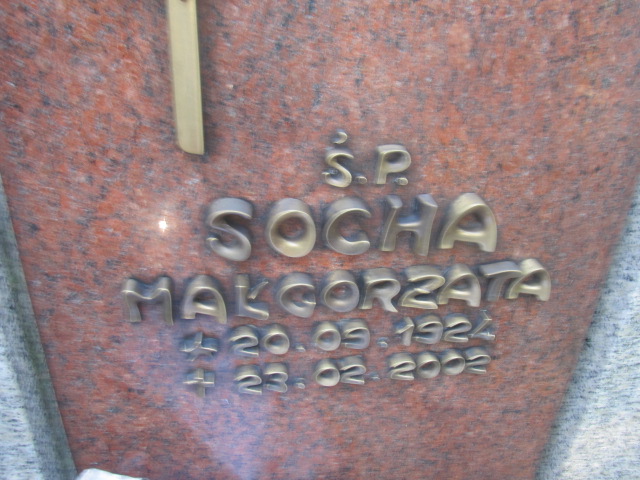 Ś.P.
SOCHA
MAŁGORZATA
* 20.09.1924
+ 23.02.2002